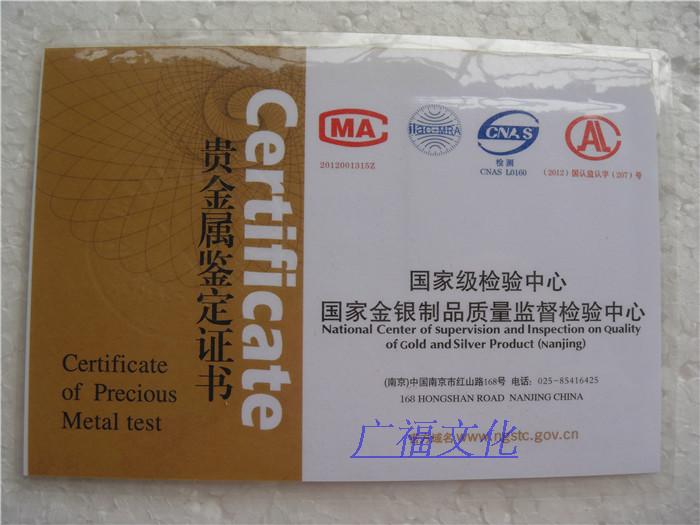 Certificate
贵金属鉴定证书
Certificate
of Precious
Metal test
MA
2012001315Z
ilac-MRA
CNAS
检测
CNAS L0160
CAL
(2012)国认监认字(207)号
国家级检验中心
国家金银制品质量监督检验中心
National Center of Supervision and Inspection on Quality
of Gold and Silver Product (Nanjing)
(南京)中国南京市红山路168号 电话: 025-85416425
168 HONGSHAN ROAD NANJING CHINA
域名 www.ngstc.gov.cn
广福文化